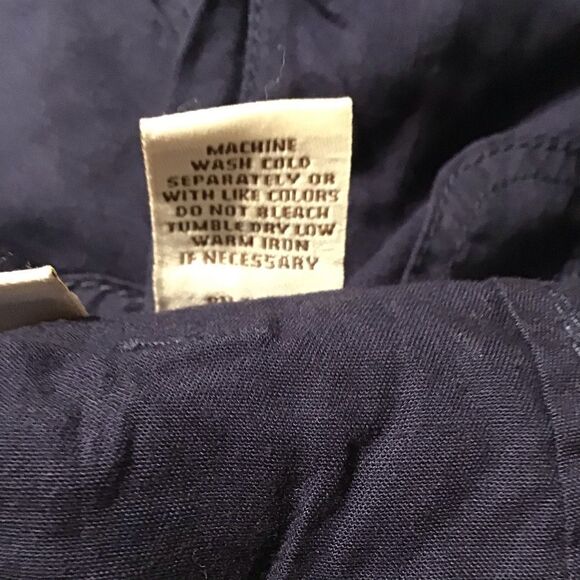 MACHINE
WASH COLD
SEPARATELY OR
WITH LIKE COLORS
DO NOT BLEACH
TUMBLE DRY LOW
WARM IRON
IF NECESSARY